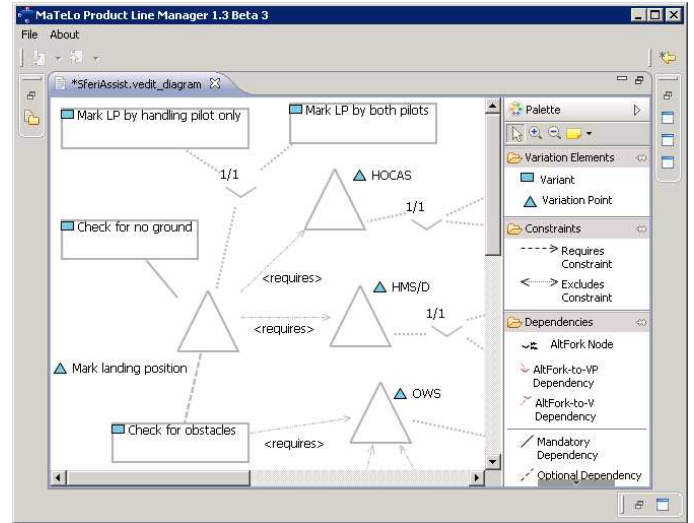 MaTeLo Product Line Manager 1.3 Beta 3
File About
*SferiAssist.vedit_diagram
Mark LP by handling pilot only
Mark LP by both pilots
1/1
HOCAS
1/1
Check for no ground
<requires>
HMS/D
1/1
<requires>
Mark landing position
OWS
Check for obstacles
<requires>
Palette
Variation Elements
Variant
Variation Point
Constraints
Requires
Constraint
Excludes
Constraint
Dependencies
AltFork Node
AltFork-to-VP
Dependency
AltFork-to-V
Dependency
Mandatory
Dependency
Optional Dependency